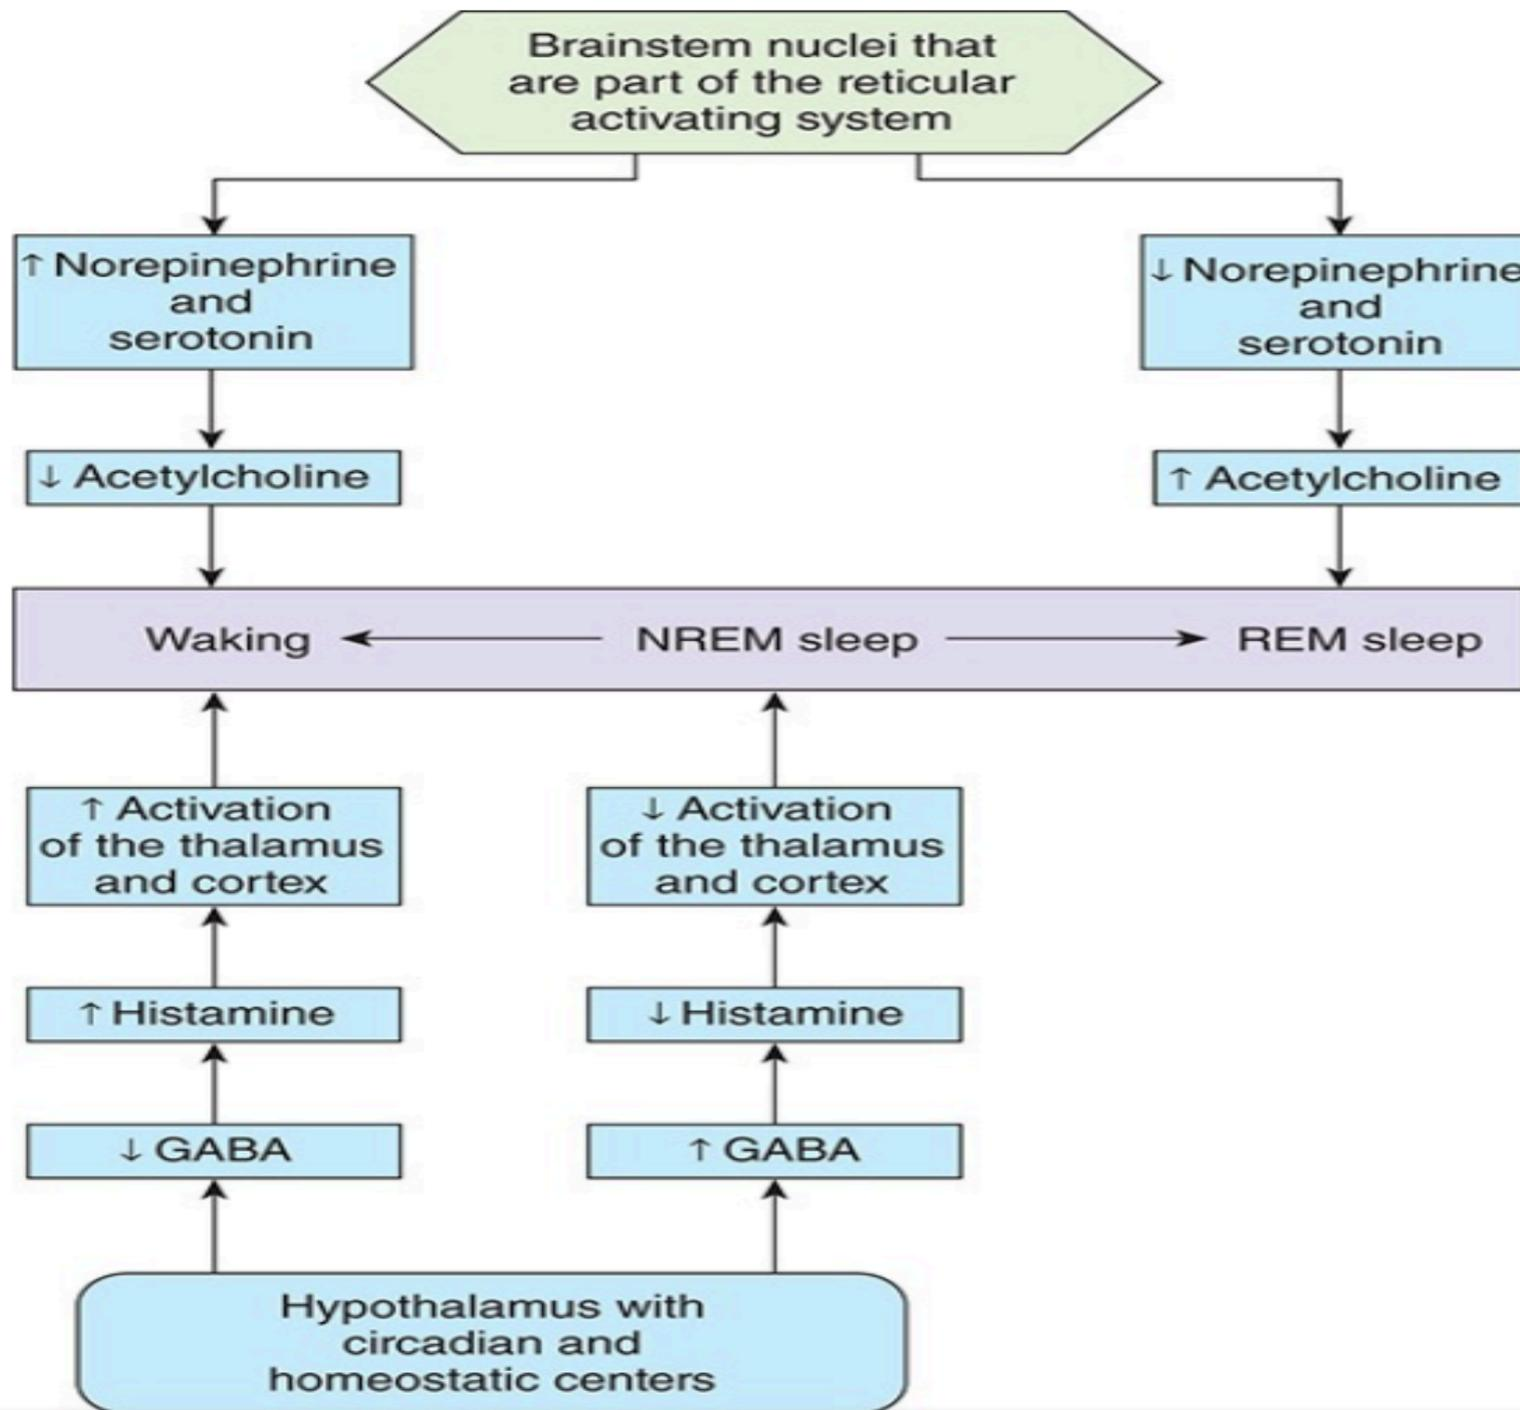 Brainstem nuclei that
are part of the reticular
activating system
↑ Norepinephrine
and
serotonin
↓ Norepinephrine
and
serotonin
↓ Acetylcholine
↑ Acetylcholine
Waking
NREM sleep
REM sleep
↑ Activation
of the thalamus
and cortex
↓ Activation
of the thalamus
and cortex
↑ Histamine
↓ Histamine
↓ GABA
↑ GABA
Hypothalamus with
circadian and
homeostatic centers